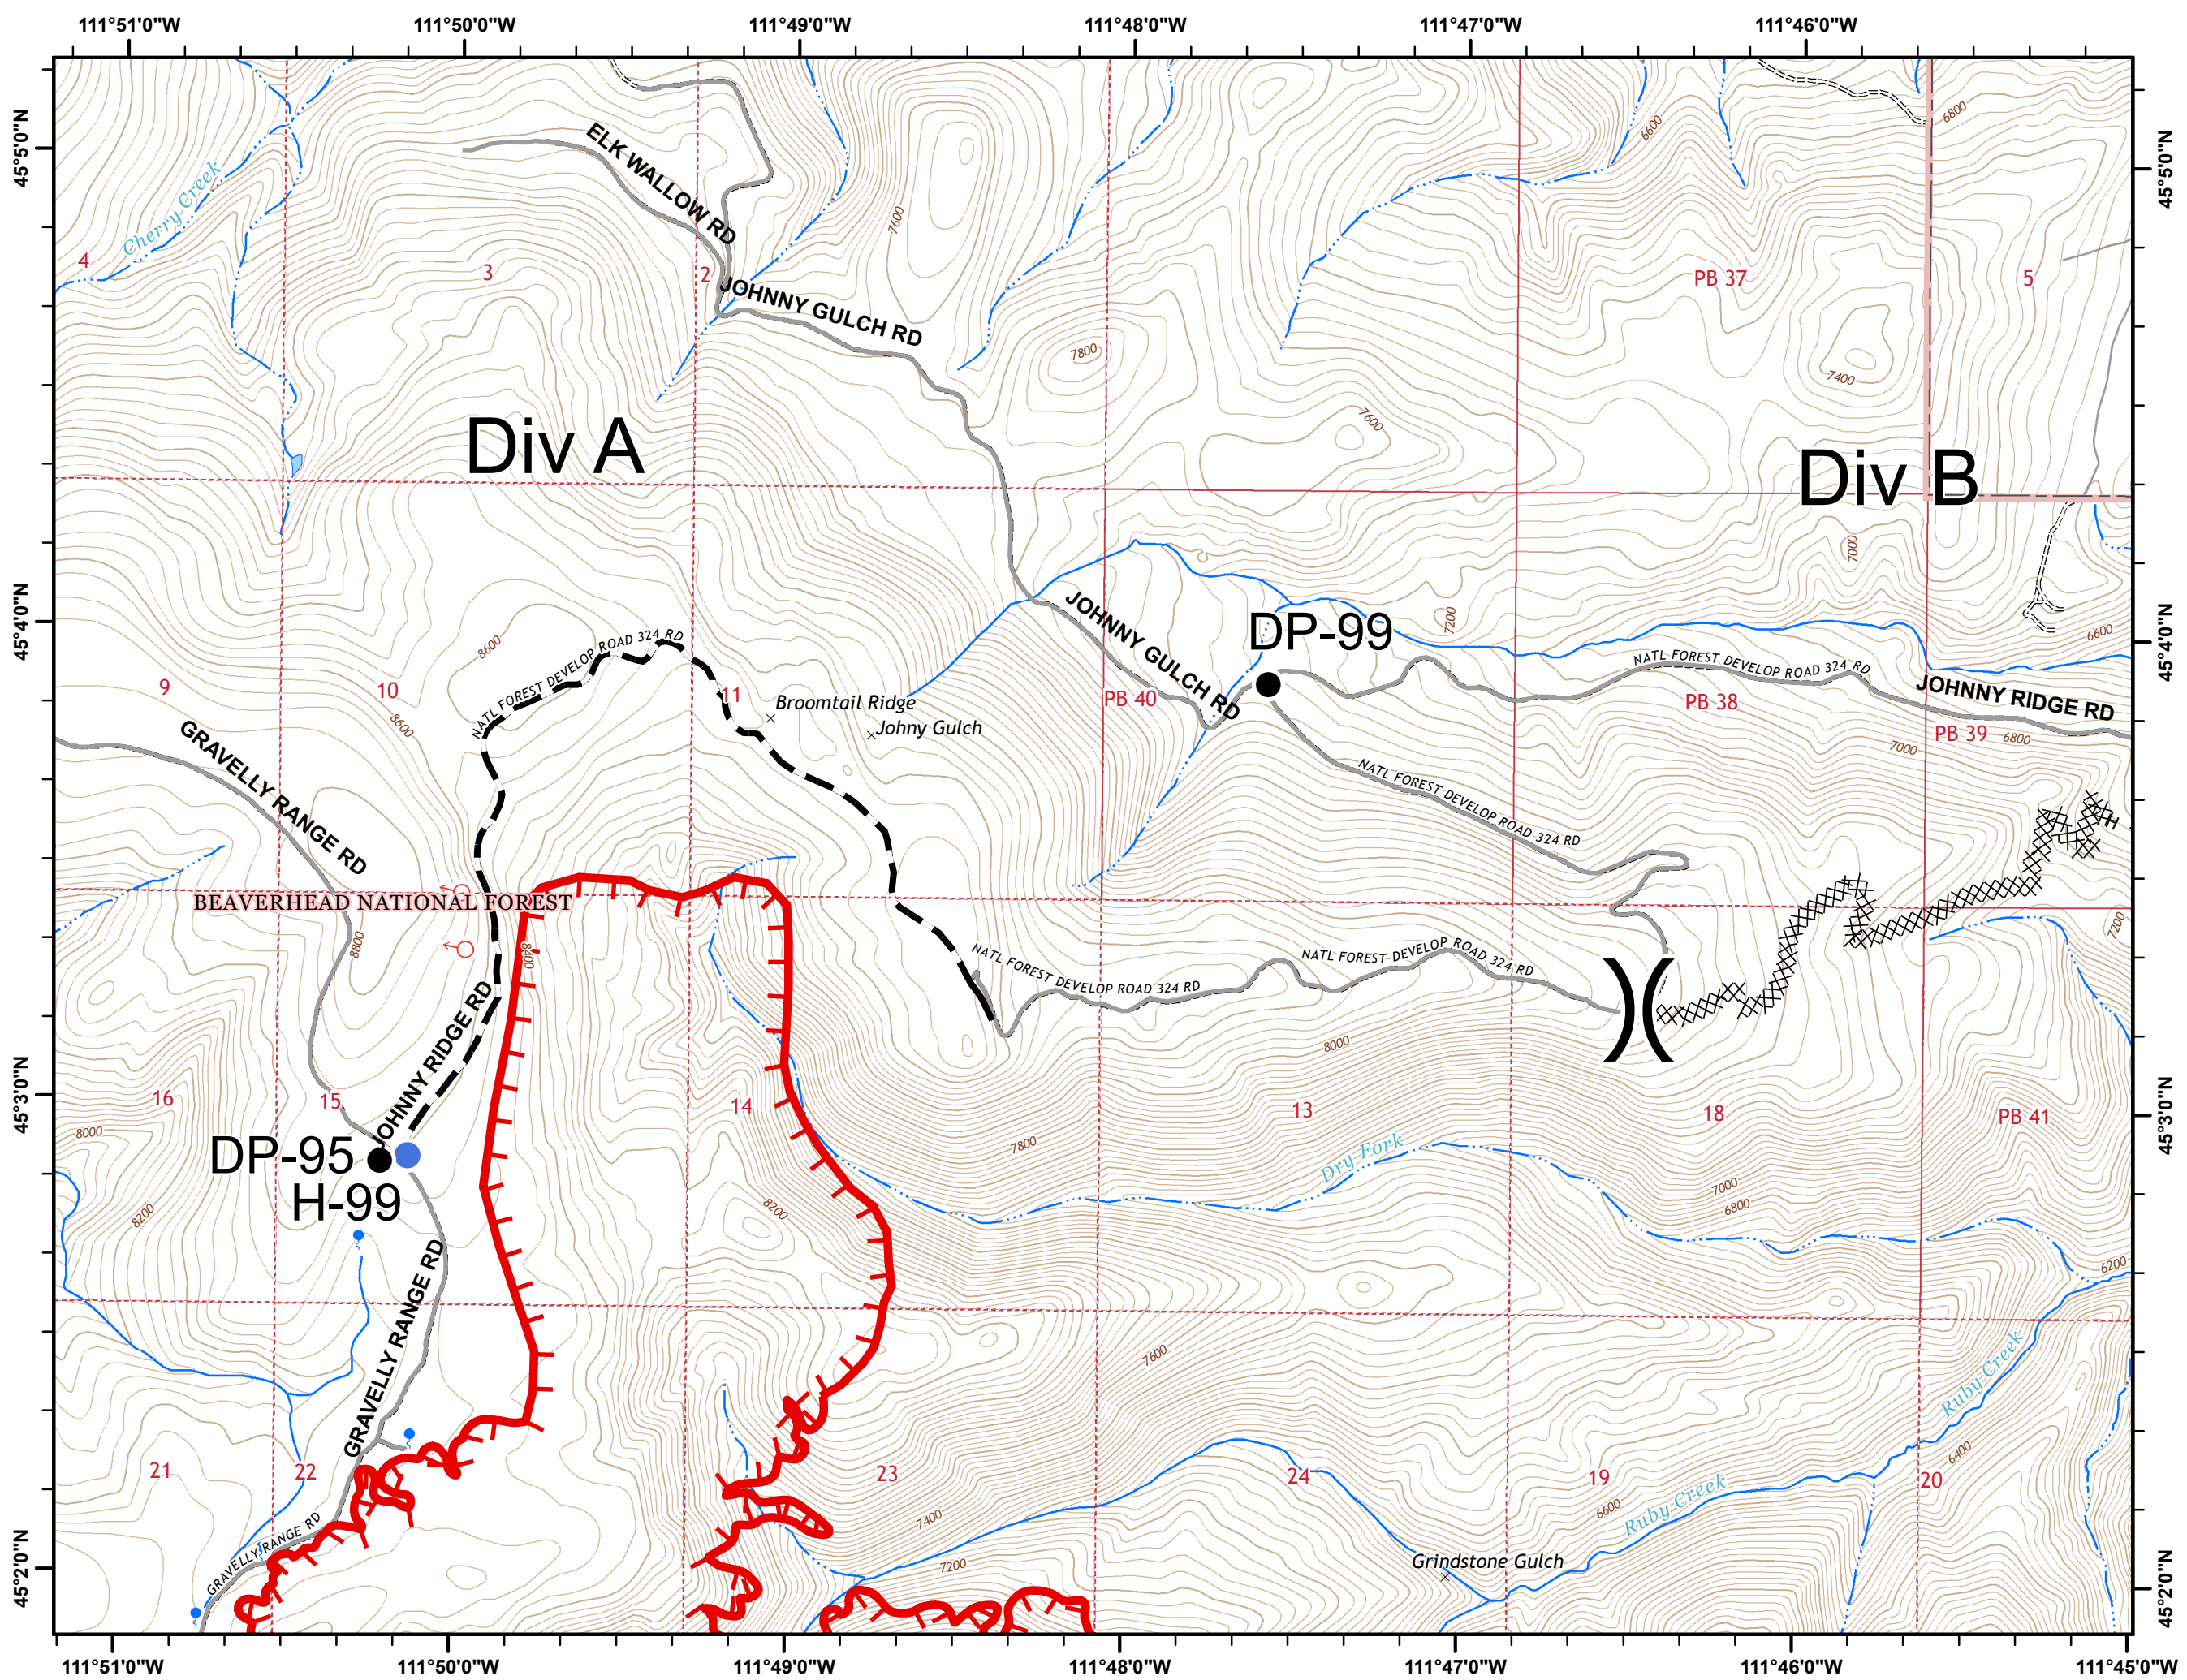 111°51'0"W 111°50'0"W 111°49'0"W 111°48'0"W 111°47'0"W 111°46'0"W
45°5'0"N
45°5'0"N
6800
6600
ELK WALLOW RD
Cherry Creek
7600
4
3
2
PB 37
5
JOHNNY GULCH RD
7800
7400
7600
Div A
Div B
7000
45°4'0"N
45°4'0"N
JOHNNY GULCH RD
DP-99
7200
6600
8600
NATL FOREST DEVELOP ROAD 324 RD
NATL FOREST DEVELOP ROAD 324 RD
JOHNNY RIDGE RD
9
10
11
Broomtail Ridge
PB 40
PB 38
8600
Johny Gulch
PB 39
6800
7000
GRAVELLY RANGE RD
NATL FOREST DEVELOP ROAD 324 RD
H
BEAVERHEAD NATIONAL FOREST
8800
8400
7200
NATL FOREST DEVELOP ROAD 324 RD
NATL FOREST DEVELOP ROAD 324 RD
)(
JOHNNY RIDGE RD
8000
45°3'0"N
45°3'0"N
16
15
14
13
18
PB 41
8000
7800
Dry Fork
DP-95
H-99
8200
8200
7000
6800
6200
GRAVELLY RANGE RD
7600
Ruby Creek
21
22
23
24
19
20
6400
6600
Ruby Creek
7400
GRAVELLY RANGE RD
7200
Grindstone Gulch
45°2'0"N
45°2'0"N
111°51'0"W 111°50'0"W 111°49'0"W 111°48'0"W 111°47'0"W 111°46'0"W 111°45'0"W